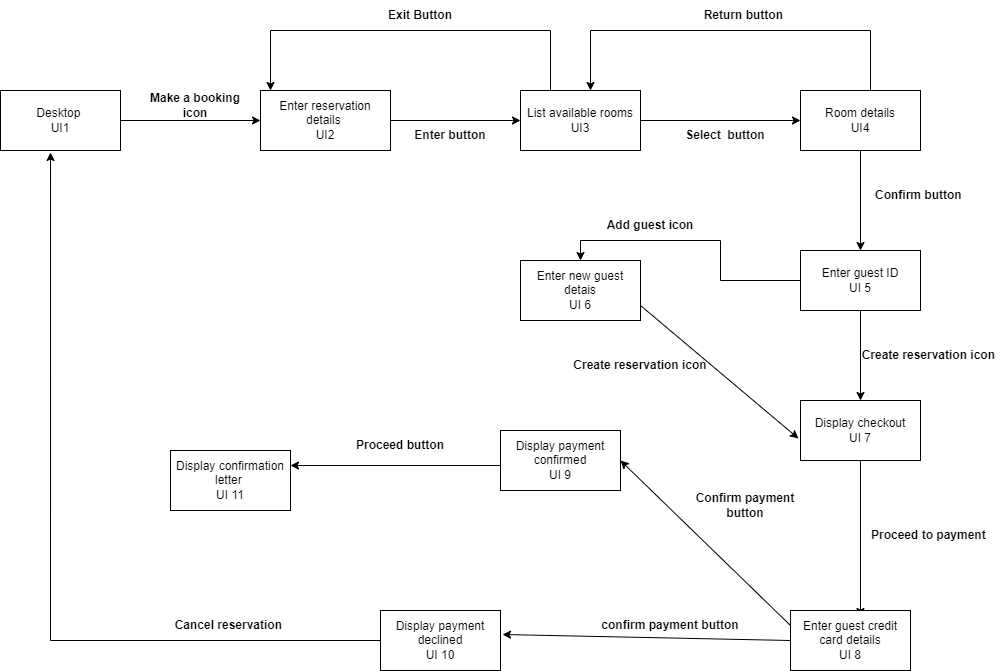 Exit Button
Return button
Desktop
UI1
Make a booking
icon
Enter reservation
details
UI2
Enter button
List available rooms
UI3
Select  button
Room details
UI4
Confirm button
Add guest icon
Enter new guest
detais
UI 6
Enter guest ID
UI 5
Create reservation icon
Create reservation icon
Display checkout
UI 7
Proceed button
Display payment
confirmed
UI 9
Display confirmation
letter
UI 11
Confirm payment
button
Proceed to payment
Cancel reservation
Display payment
declined
UI 10
confirm payment button
Enter guest credit
card details
UI 8